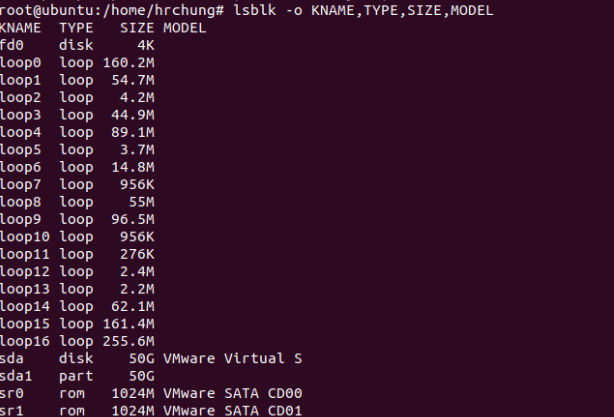 root@ubuntu:/home/hrchung# lsblk -o KNAME,TYPE,SIZE,MODEL
KNAME TYPE SIZE MODEL
fd0 disk 4K
loop0 loop 160.2M
loop1 loop 54.7M
loop2 loop 4.2M
loop3 loop 44.9M
loop4 loop 89.1M
loop5 loop 3.7M
loop6 loop 14.8M
loop7 loop 956K
loop8 loop 55M
loop9 loop 96.5M
loop10 loop 956K
loop11 loop 276K
loop12 loop 2.4M
loop13 loop 2.2M
loop14 loop 62.1M
loop15 loop 161.4M
loop16 loop 255.6M
sda disk 50G VMware Virtual S
sda1 part 50G
sr0 rom 1024M VMware SATA CD00
sr1 rom 1024M VMware SATA CD01